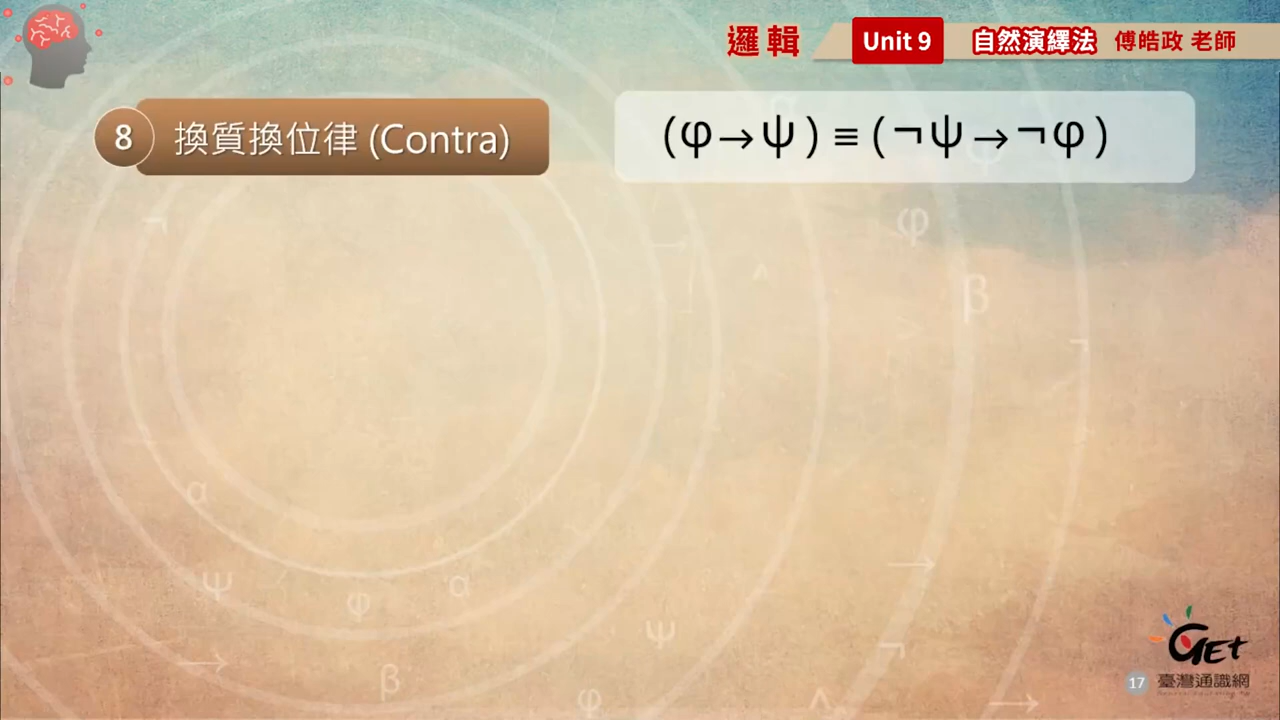 邏輯 Unit 9 自然演繹法 傅皓政 老師
8 換質換位律 (Contra) (φ→ψ) ≡ (¬ψ→¬φ)
GET
17 臺灣通識網